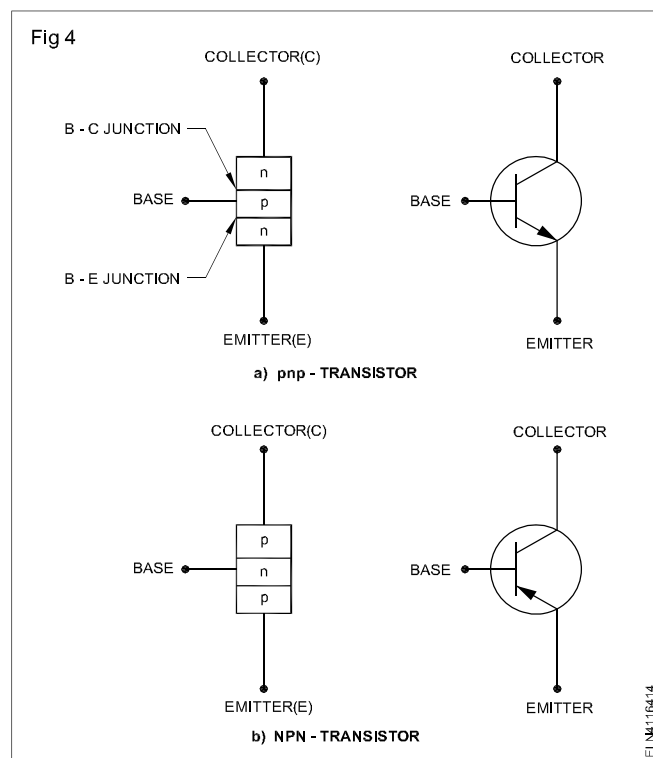 Fig 4
COLLECTOR(C)
COLLECTOR
B - C JUNCTION
n
BASE
p
BASE
n
B - E JUNCTION
EMITTER(E)
EMITTER
a) pnp - TRANSISTOR
COLLECTOR(C)
COLLECTOR
p
BASE
n
BASE
p
EMITTER(E)
EMITTER
b) NPN - TRANSISTOR